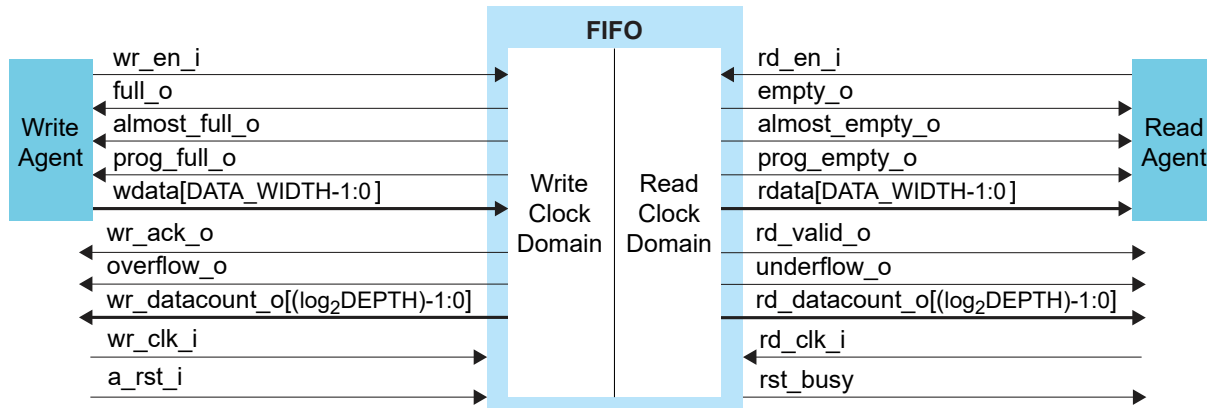 FIFO
wr_en_i
full_o
almost_full_o
prog_full_o
wdata[DATA_WIDTH-1:0]
wr_ack_o
overflow_o
wr_datacount_o[(log2DEPTH)-1:0]
wr_clk_i
a_rst_i
Write
Agent
Write
Clock
Domain
Read
Clock
Domain
rd_en_i
empty_o
almost_empty_o
prog_empty_o
rdata[DATA_WIDTH-1:0]
rd_valid_o
underflow_o
rd_datacount_o[(log2DEPTH)-1:0]
rd_clk_i
rst_busy
Read
Agent